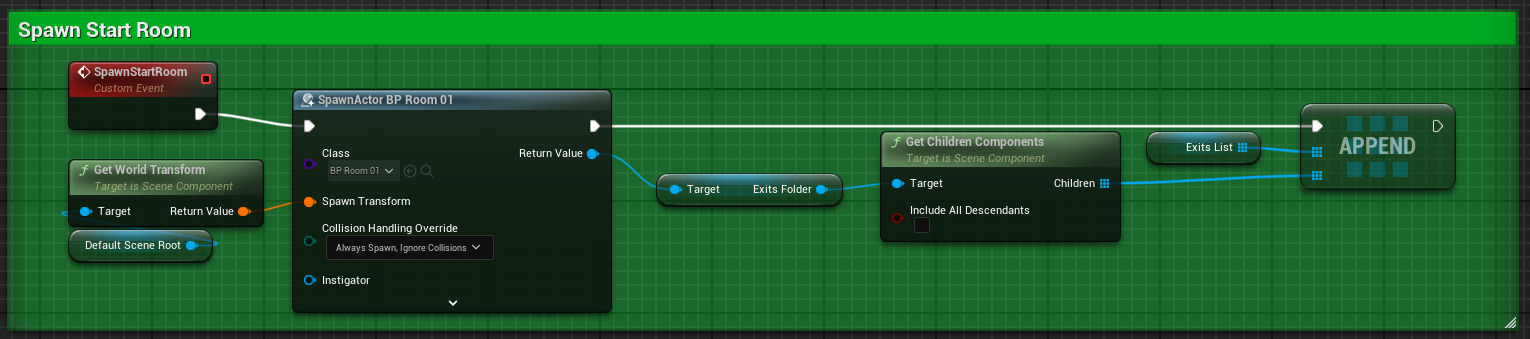 Spawn Start Room
SpawnStartRoom
Custom Event
SpawnActor BP Room 01
Class
BP Room 01
Return Value
Spawn Transform
Collision Handling Override
Always Spawn, Ignore Collisions
Instigator
Get World Transform
Target is Scene Component
Target Return Value
Default Scene Root
Target Exits Folder
Get Children Components
Target is Scene Component
Target Children
Include All Descendants
Exits List
APPEND